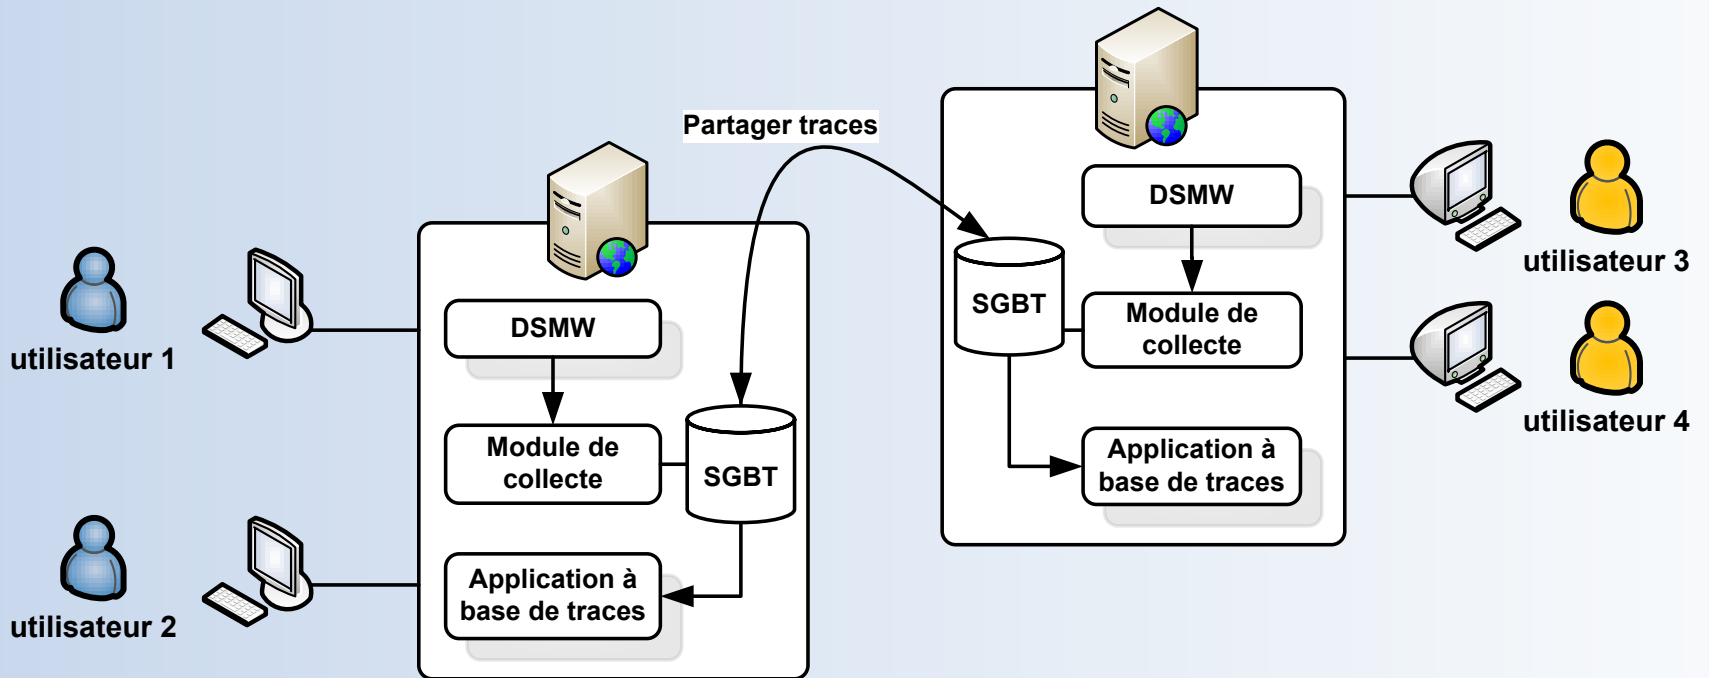 Partager traces
DSMW
Module de
collecte
SGBT
Application à
base de traces
utilisateur 1
utilisateur 2
DSMW
SGBT
Module de
collecte
Application à
base de traces
utilisateur 3
utilisateur 4